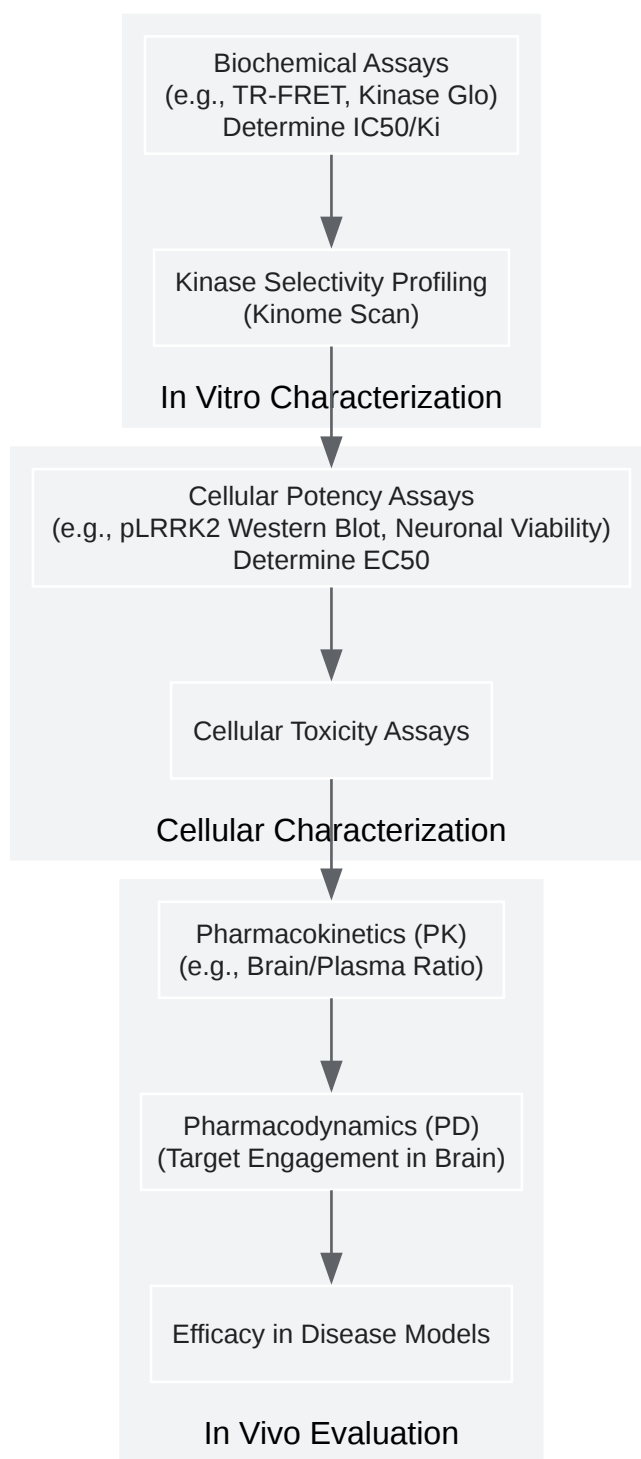 Biochemical Assays
(e.g., TR-FRET, Kinase Glo)
Determine IC50/Ki
Kinase Selectivity Profiling
(Kinome Scan)
In Vitro Characterization
Cellular Potency Assays
(e.g., pLRRK2 Western Blot, Neuronal Viability)
Determine EC50
Cellular Toxicity Assays
Cellular Characterization
Pharmacokinetics (PK)
(e.g., Brain/Plasma Ratio)
Pharmacodynamics (PD)
(Target Engagement in Brain)
Efficacy in Disease Models
In Vivo Evaluation